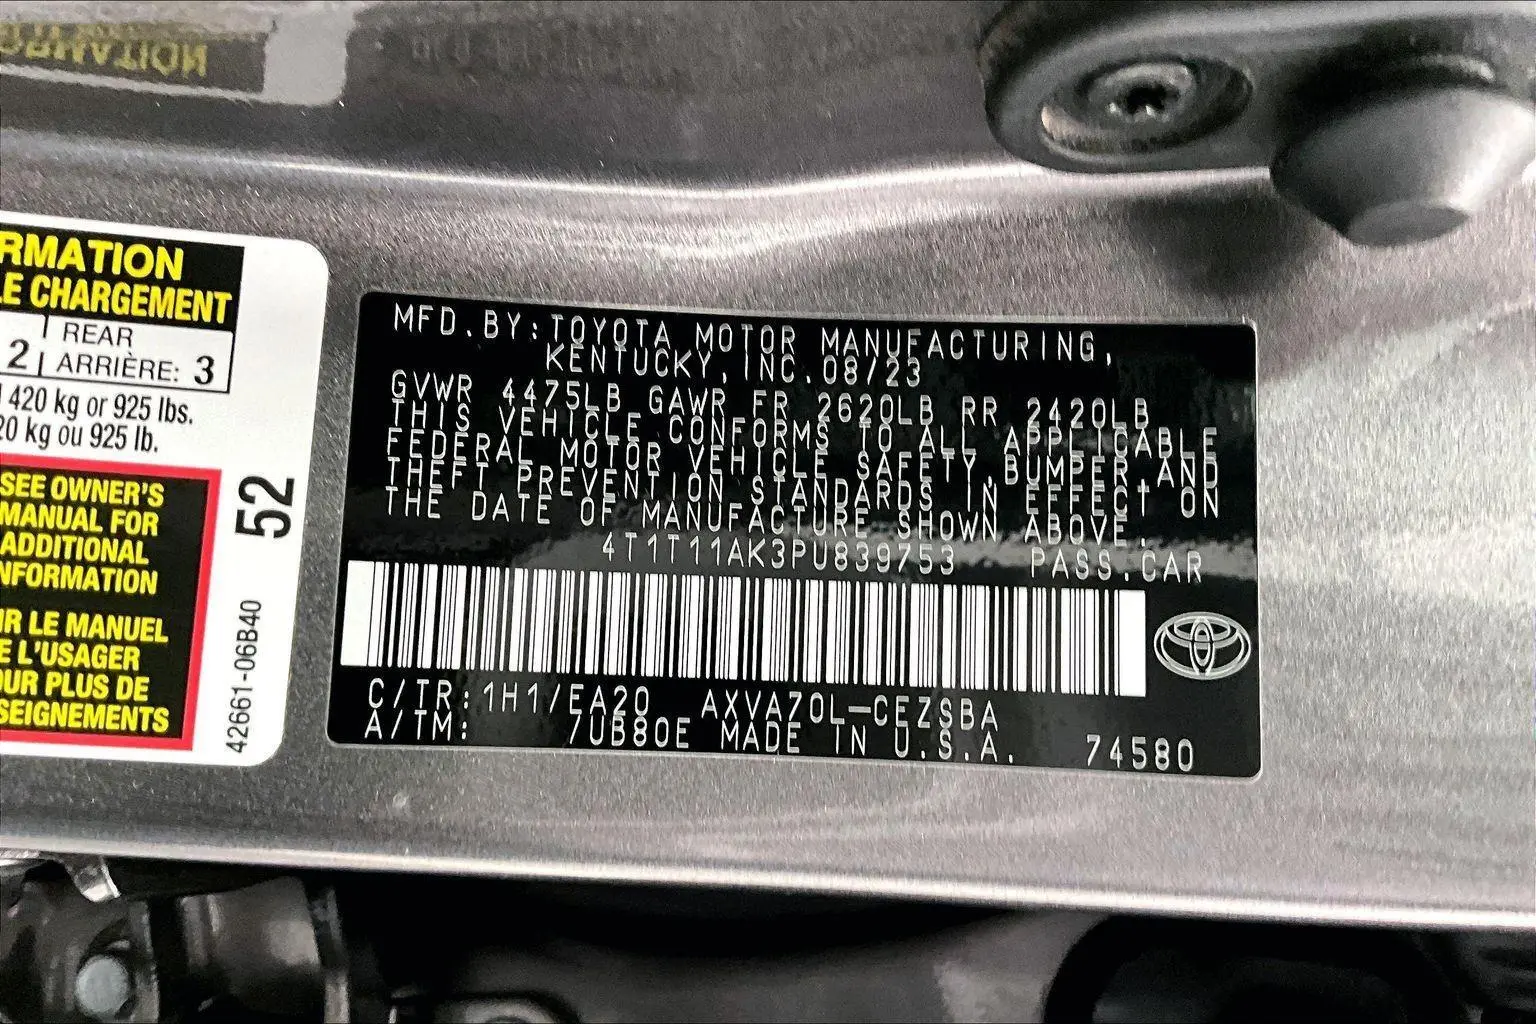 RMATION
LE CHARGEMENT
REAR
2 ARRIÈRE: 3
420 kg or 925 lbs.
20 kg ou 925 lb.
SEE OWNER'S
MANUAL FOR
ADDITIONAL
NFORMATION
IR LE MANUEL
E L'USAGER
OUR PLUS DE
SEIGNEMENTS
52
42661-06B40
MFD.BY:TOYOTA MOTOR MANUFACTURING,
KENTUCKY,INC.08/23
GVWR 4475LB GAWR FR 2620LB RR 2420LB
THIS VEHICLE CONFORMS TO ALL APPLICABLE
FEDERAL MOTOR VEHICLE SAFETY,BUMPER,AND
THEFT PREVENTION STANDARDS IN EFFECT ON
THE DATE OF MANUFACTURE SHOWN ABOVE.
4T1T11AK3PU839753 PASS.CAR
C/TR:1H1/EA20 AXVA70L-CEZSBA
A/TM: 7UB80E MADE IN U.S.A. 74580